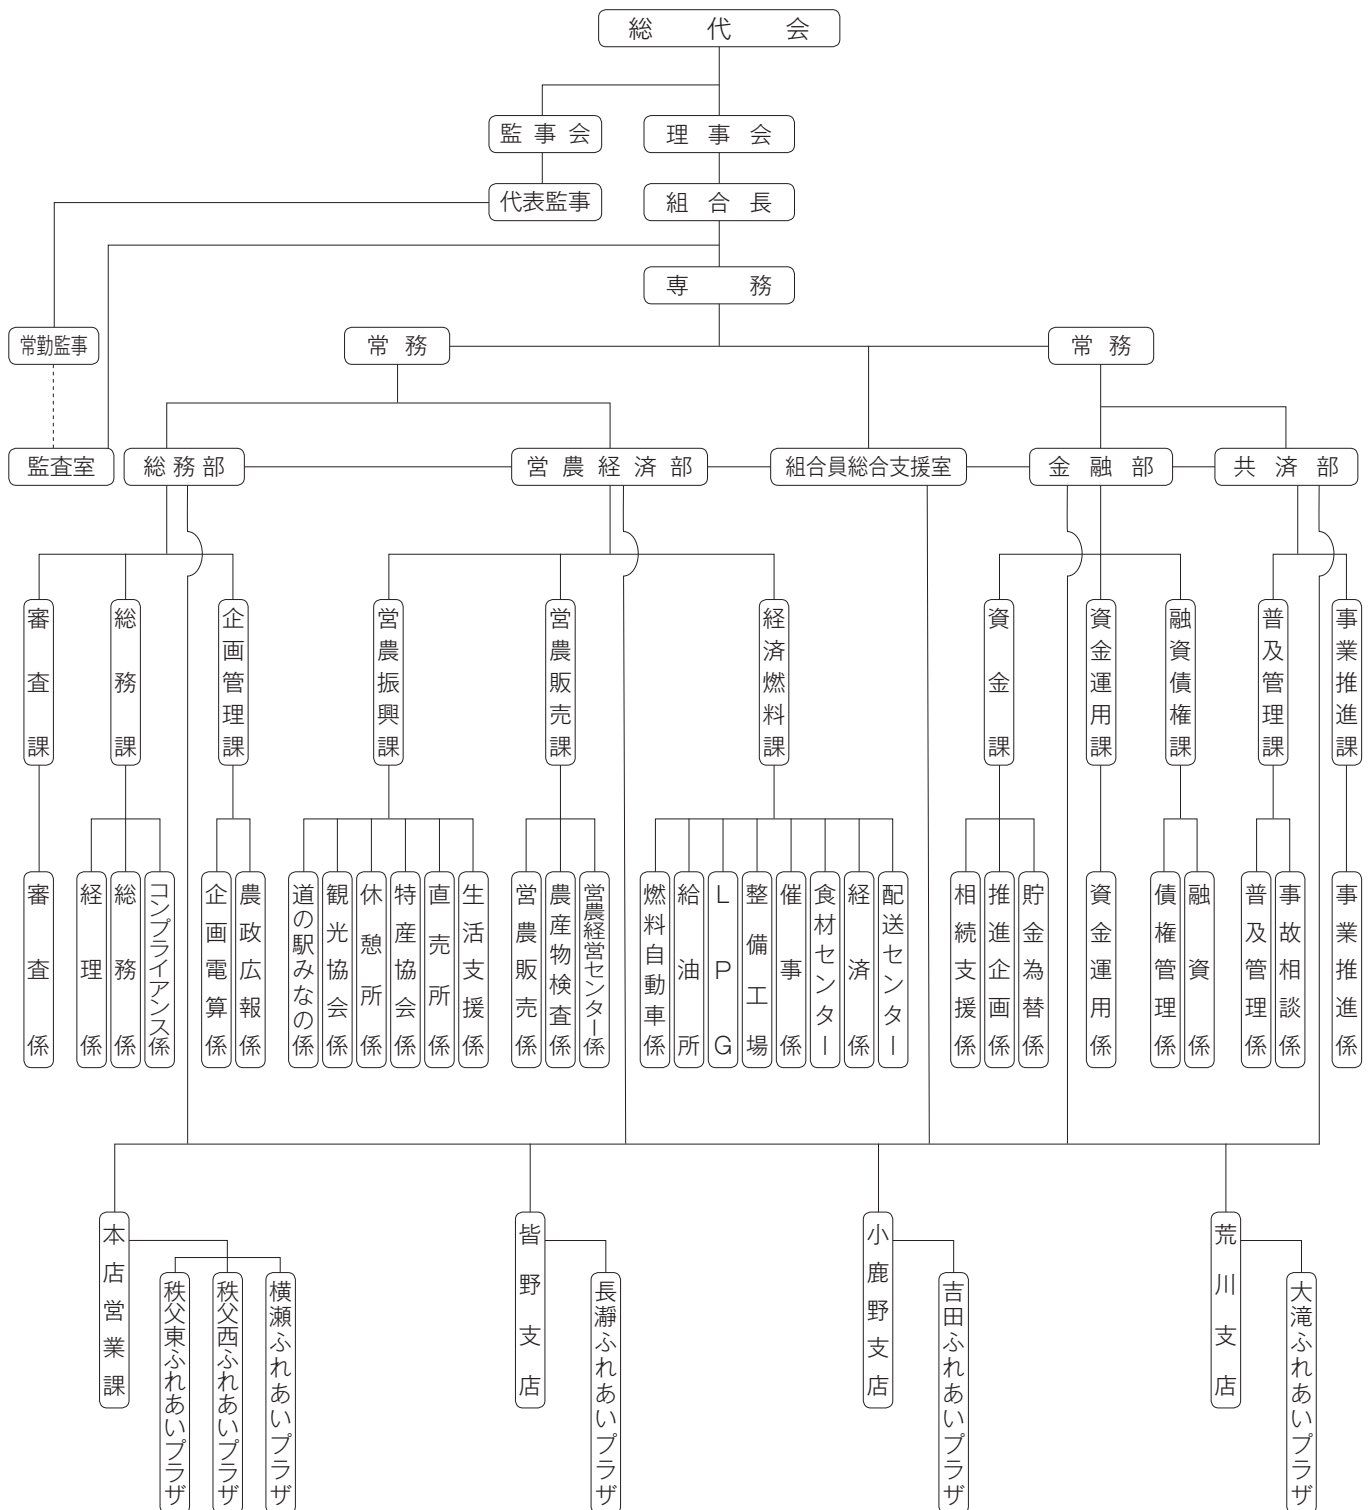 総代会
監事会
理事会
代表監事
組合長
専務
常勤監事
常務
常務
監査室
総務部
営農経済部
組合員総合支援室
金融部
共済部
審査課
総務課
企画管理課
営農振興課
営農販売課
経済燃料課
資金課
資金運用課
融資債権課
普及管理課
事業推進課
審査係
経理係
総務係
コンプライアンス係
企画電算係
農政広報係
道の駅みなの係
観光協会係
休憩所係
特産協会係
直売所係
生活支援係
営農販売係
農産物検査係
営農経営センター係
燃料自動車係
給油所
LPG
整備工場
催事係
食材センター
経済係
配送センター
相続支援係
推進企画係
貯金為替係
資金運用係
債権管理係
融資係
普及管理係
事故相談係
事業推進係
本店営業課
秩父東ふれあいプラザ
秩父西ふれあいプラザ
横瀬ふれあいプラザ
皆野支店
長瀞ふれあいプラザ
小鹿野支店
吉田ふれあいプラザ
荒川支店
大滝ふれあいプラザ